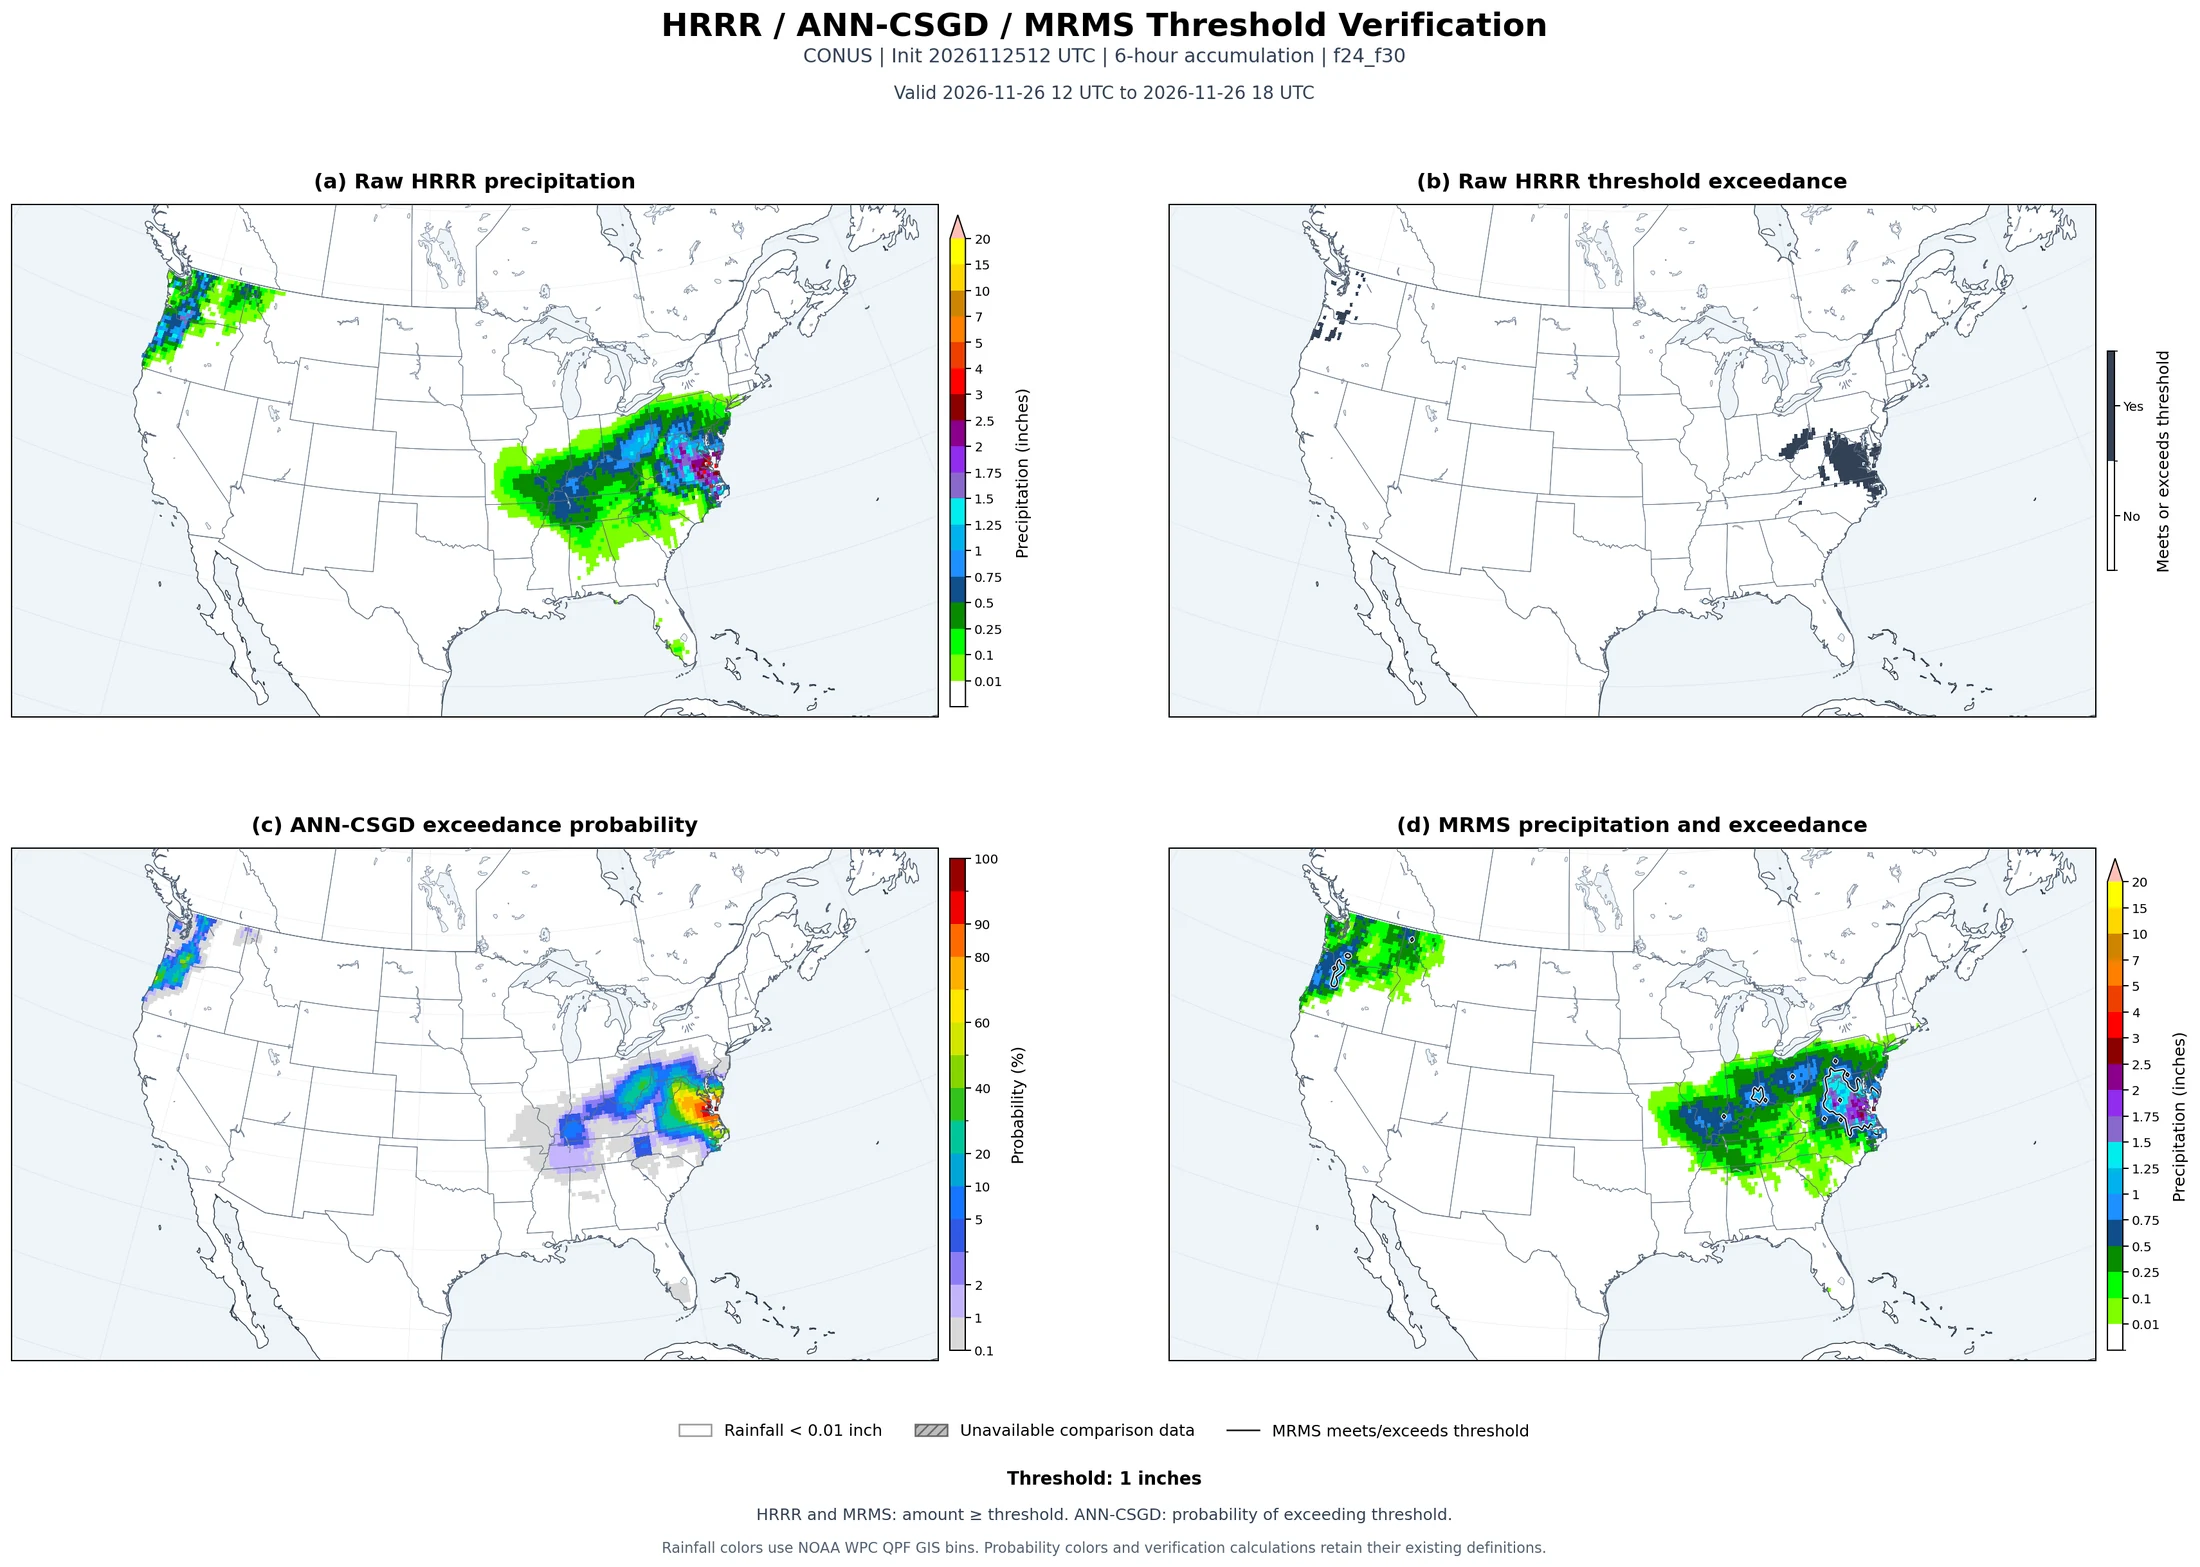 HRRR / ANN-CSGD / MRMS Threshold Verification
CONUS | Init 2026112512 UTC | 6-hour accumulation | f24_f30
Valid 2026-11-26 12 UTC to 2026-11-26 18 UTC
(a) Raw HRRR precipitation
20
15
10
7
5
4
3
2.5
2
1.75
1.5
1.25
1
0.75
0.5
0.25
0.1
0.01
Precipitation (inches)
(b) Raw HRRR threshold exceedance
Yes
No
Meets or exceeds threshold
(c) ANN-CSGD exceedance probability
100
90
80
60
40
20
10
5
2
1
0.1
Probability (%)
(d) MRMS precipitation and exceedance
20
15
10
7
5
4
3
2.5
2
1.75
1.5
1.25
1
0.75
0.5
0.25
0.1
0.01
Precipitation (inches)
Rainfall < 0.01 inch
Unavailable comparison data
MRMS meets/exceeds threshold
Threshold: 1 inches
HRRR and MRMS: amount ≥ threshold. ANN-CSGD: probability of exceeding threshold.
Rainfall colors use NOAA WPC QPF GIS bins. Probability colors and verification calculations retain their existing definitions.